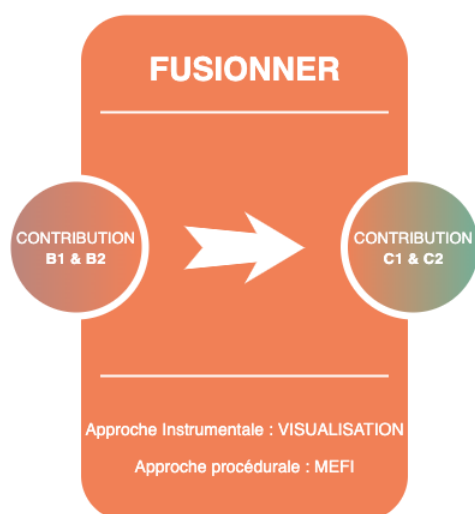 FUSIONNER
CONTRIBUTION
B1 & B2
CONTRIBUTION
C1 & C2
Approche Instrumentale : VISUALISATION
Approche procédurale : MEFI